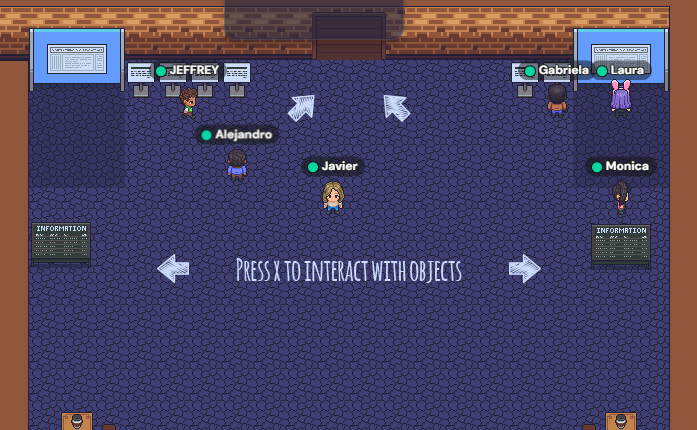 JEFFREY
Gabriela
Laura
Alejandro
Javier
Monica
INFORMATION
INFORMATION
PRESS X TO INTERACT WITH OBJECTS